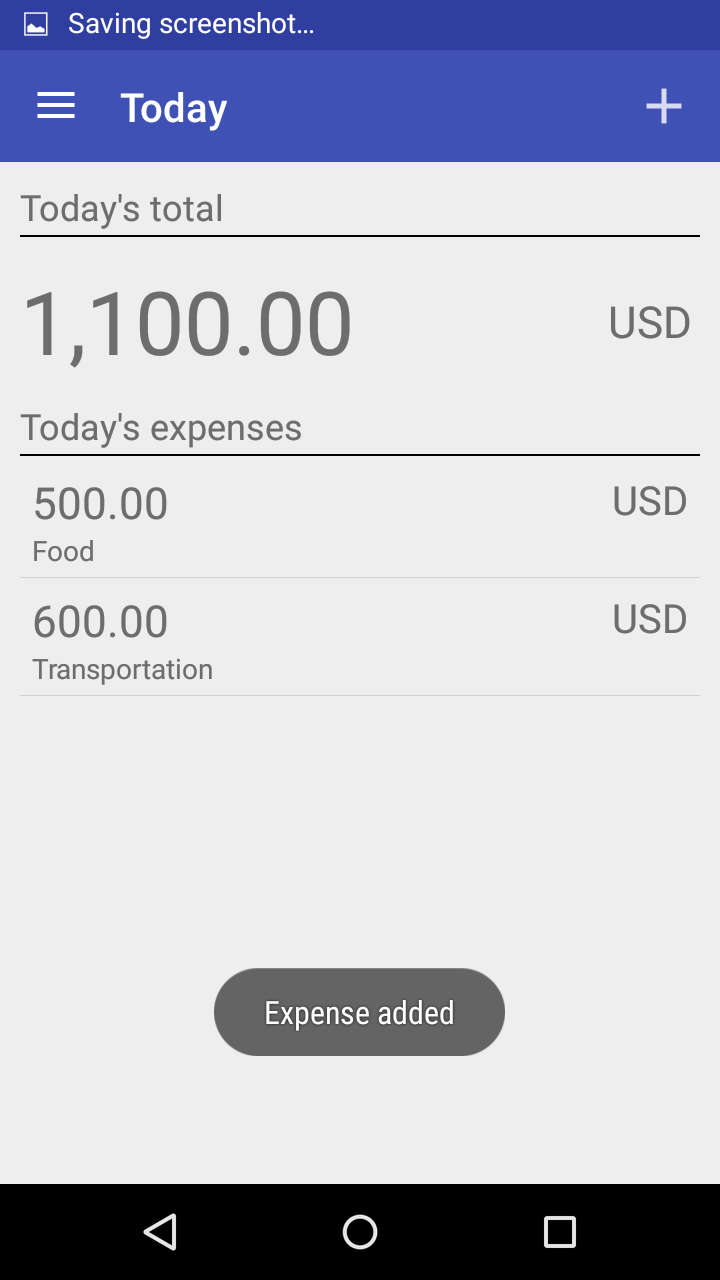 Saving screenshot...
Today
Today's total
1,100.00 USD
Today's expenses
500.00 USD
Food
600.00 USD
Transportation
Expense added